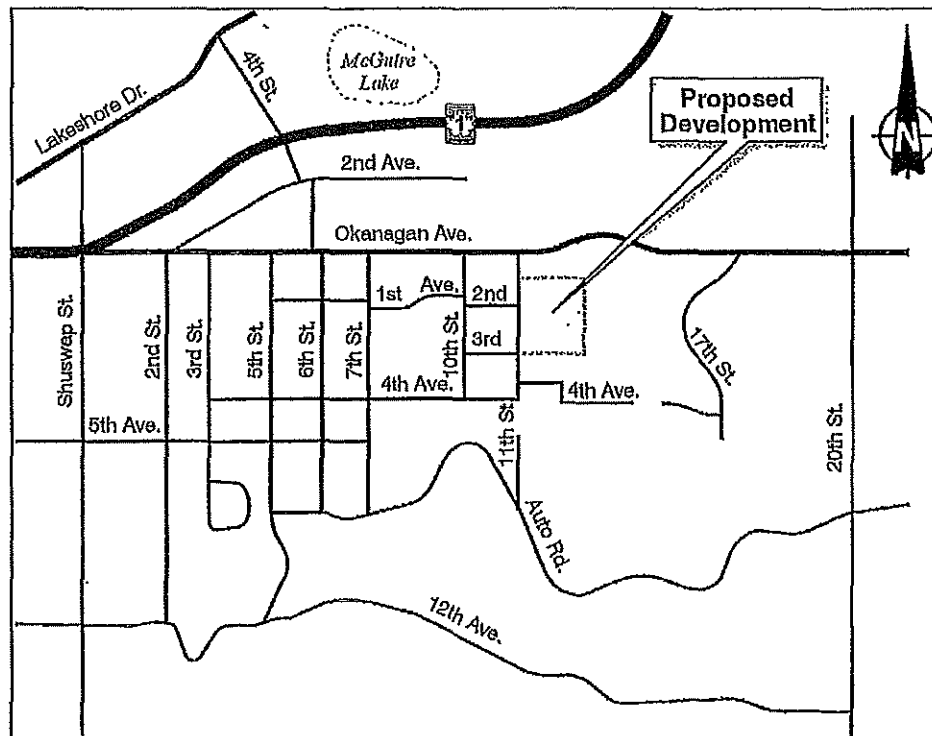 4th St.
McGuire
Lake
Lakeshore Dr.
1
Proposed
Development
N
2nd Ave.
Okanagan Ave.
1st Ave.
2nd
3rd
Shuswap St.
2nd St.
3rd St.
5th St.
6th St.
7th St.
10th St.
17th St.
4th Ave.
4th Ave.
5th Ave.
11th St.
20th St.
Auto Rd.
12th Ave.